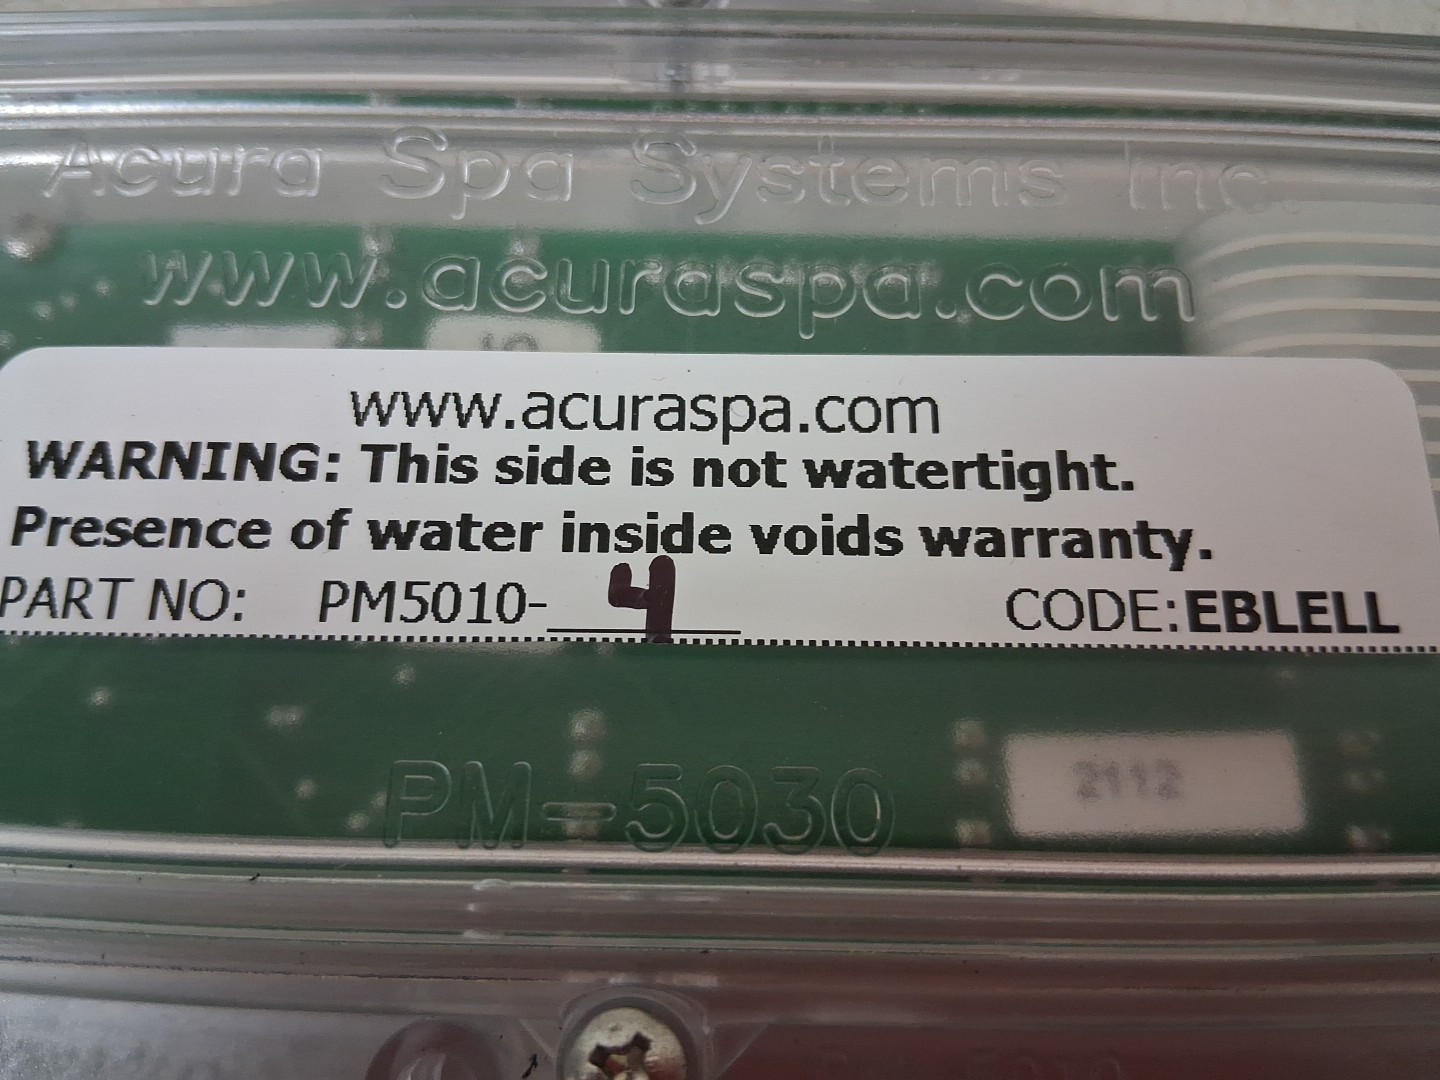 Acura Spa Systems Inc.
www.acuraspa.com
www.acuraspa.com
WARNING: This side is not watertight.
Presence of water inside voids warranty.
PART NO: PM5010- 4 CODE:EBLELL
PM-5030
2112